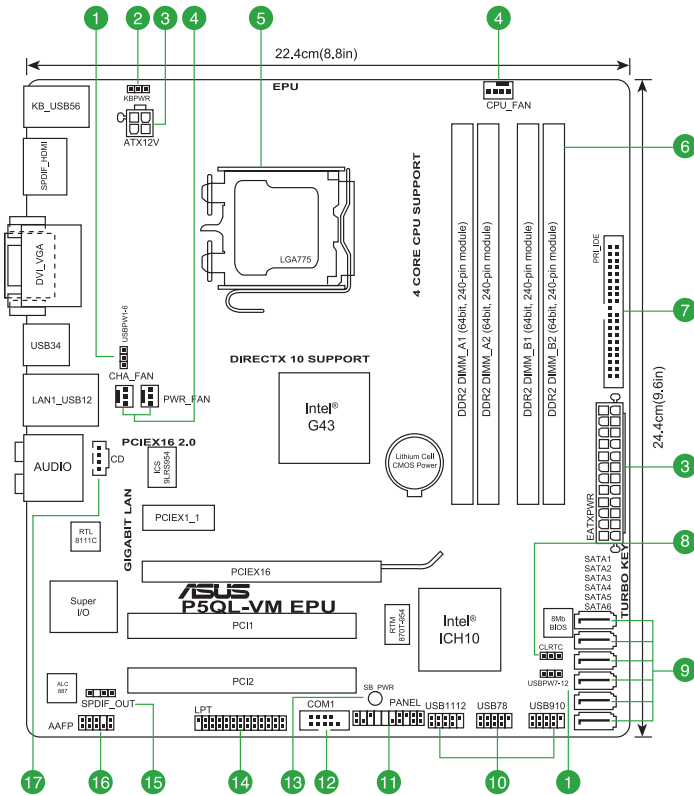 1
2
3
4
5
4
22.4cm(8.8in)
KB_USB56
KBPWR
ATX12V
EPU
CPU_FAN
6
SPDIF_HDMI
LGA775
4 CORE CPU SUPPORT
DDR2 DIMM_A1 (64bit, 240-pin module)
DDR2 DIMM_A2 (64bit, 240-pin module)
DDR2 DIMM_B1 (64bit, 240-pin module)
DDR2 DIMM_B2 (64bit, 240-pin module)
PRI_IDE
7
DVI_VGA
USBPW1-6
USB34
CHA_FAN
PWR_FAN
DIRECTX 10 SUPPORT
LAN1_USB12
Intel®
G43
24.4cm(9.6in)
PCIEX16 2.0
AUDIO
CD
ICS
9LRS954
Lithium Cell
CMOS Power
EATXPWR
3
PCIEX1_1
GIGABIT LAN
RTL
8111C
8
PCIEX16
SATA1
SATA2
SATA3
SATA4
SATA5
SATA6
TURBO KEY
ASUS
P5QL-VM EPU
Super
I/O
PCI1
RTM
870T-954
Intel®
ICH10
8Mb
BIOS
CLRTC
9
USBPW7-12
ALC
887
PCI2
SB_PWR
SPDIF_OUT
AAFP
LPT
COM1
PANEL
USB1112
USB78
USB910
17
16
15
14
13
12
11
10
1